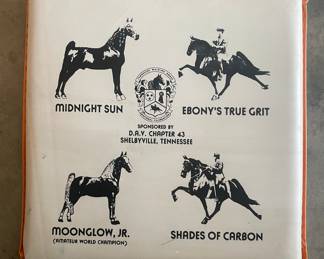 MIDNIGHT SUN
EBONY'S TRUE GRIT
SPONSORED BY
D.A.V. CHAPTER 43
SHELBYVILLE, TENNESSEE
MOONGLOW, JR.
(AMATEUR WORLD CHAMPION)
SHADES OF CARBON